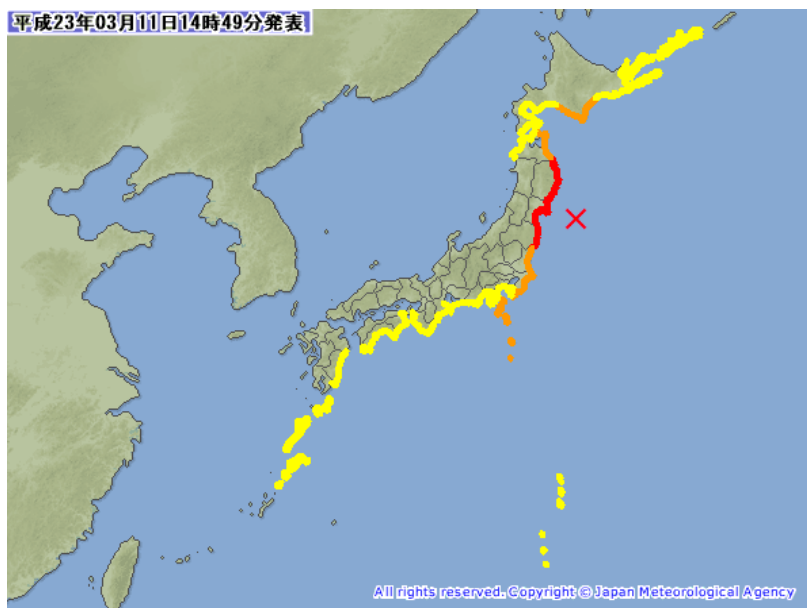 平成23年03月11日14時49分発表
All rights reserved. Copyright © Japan Meteorological Agency